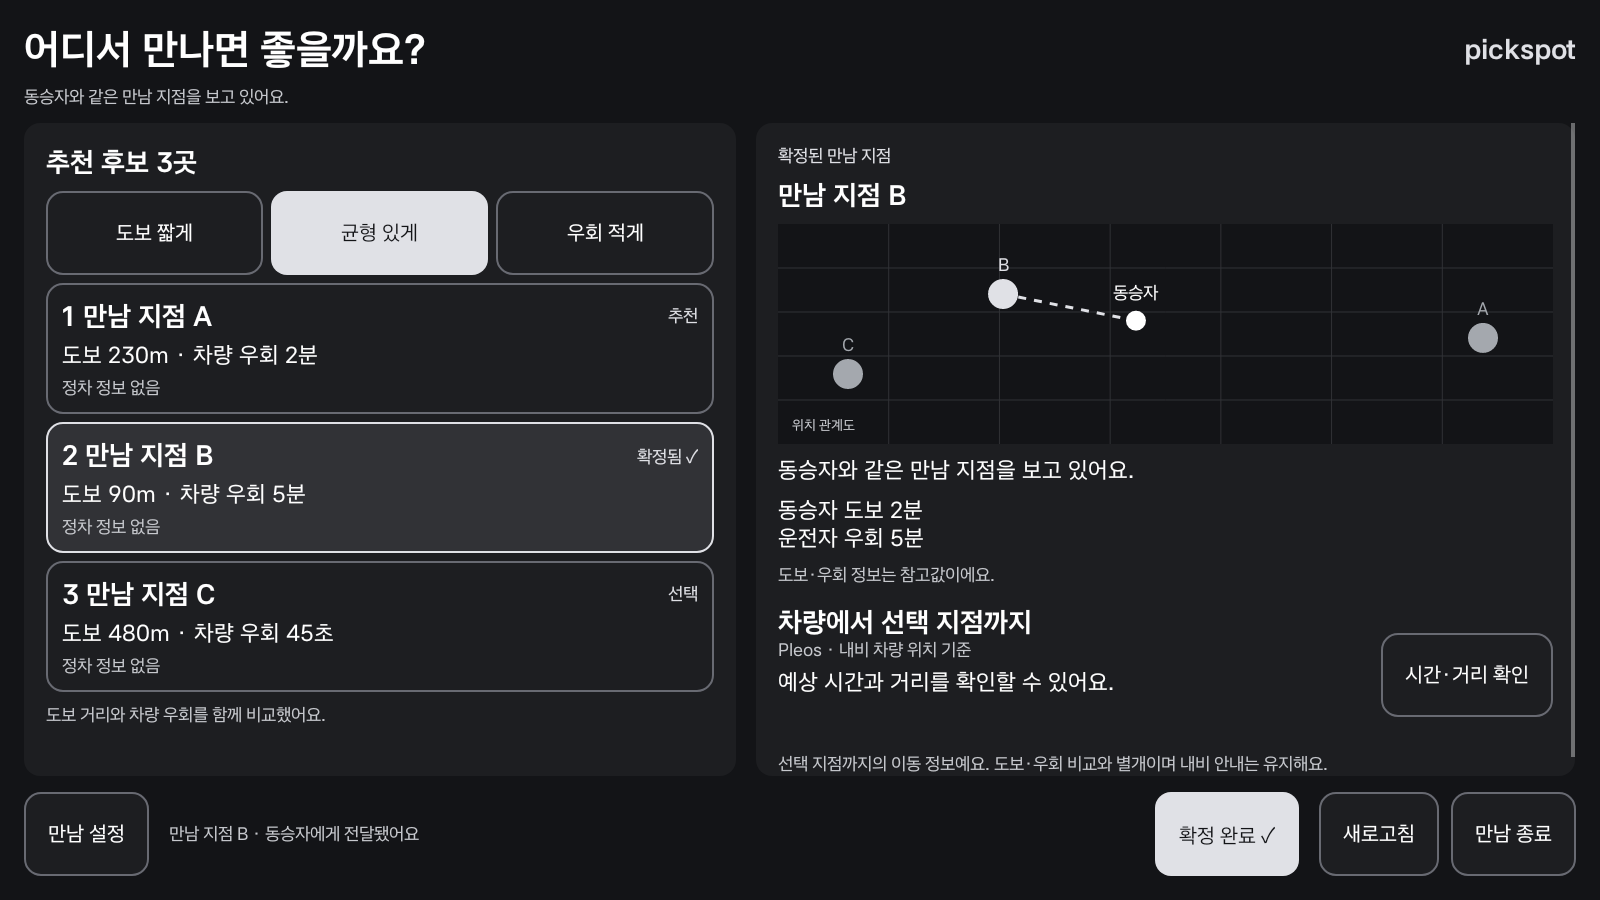 어디서 만나면 좋을까요?
pickspot
동승자와 같은 만남 지점을 보고 있어요.
추천 후보 3곳
도보 짧게
균형 있게
우회 적게
1 만남 지점 A
추천
도보 230m · 차량 우회 2분
정차 정보 없음
2 만남 지점 B
확정됨 ✓
도보 90m · 차량 우회 5분
정차 정보 없음
3 만남 지점 C
선택
도보 480m · 차량 우회 45초
정차 정보 없음
도보 거리와 차량 우회를 함께 비교했어요.
확정된 만남 지점
만남 지점 B
B
동승자
A
C
위치 관계도
동승자와 같은 만남 지점을 보고 있어요.
동승자 도보 2분
운전자 우회 5분
도보·우회 정보는 참고값이에요.
차량에서 선택 지점까지
Pleos · 내비 차량 위치 기준
예상 시간과 거리를 확인할 수 있어요.
시간·거리 확인
선택 지점까지의 이동 정보예요. 도보·우회 비교와 별개이며 내비 안내는 유지해요.
만남 설정
만남 지점 B · 동승자에게 전달됐어요
확정 완료 ✓
새로고침
만남 종료